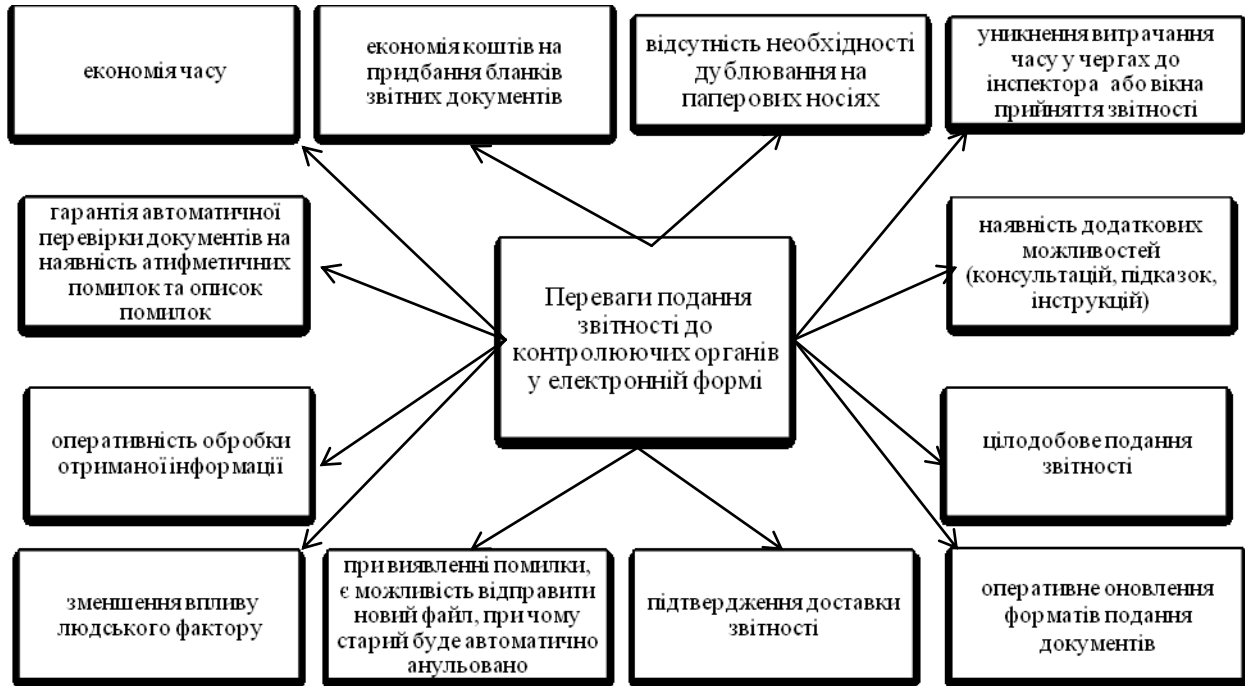 економія часу
економія коштів на
придбання бланків
звітних документів
відсутність необхідності
дублювання на
паперових носіях
уникнення витрачання
часу у чергах до
інспектора або вікна
прийняття звітності
гарантія автоматичної
перевірки документів на
наявність атифметичних
помилок та описок
помилок
Переваги подання
звітності до
контролюючих органів
у електронній формі
наявність додаткових
можливостей
(консультацій, підказок,
інструкцій)
оперативність обробки
отриманої інформації
цілодобове подання
звітності
зменшення впливу
людського фактору
при виявленні помилки,
є можливість відправити
новий файл, при чому
старий буде автоматично
анульовано
підтвердження доставки
звітності
оперативне оновлення
форматів подання
документів